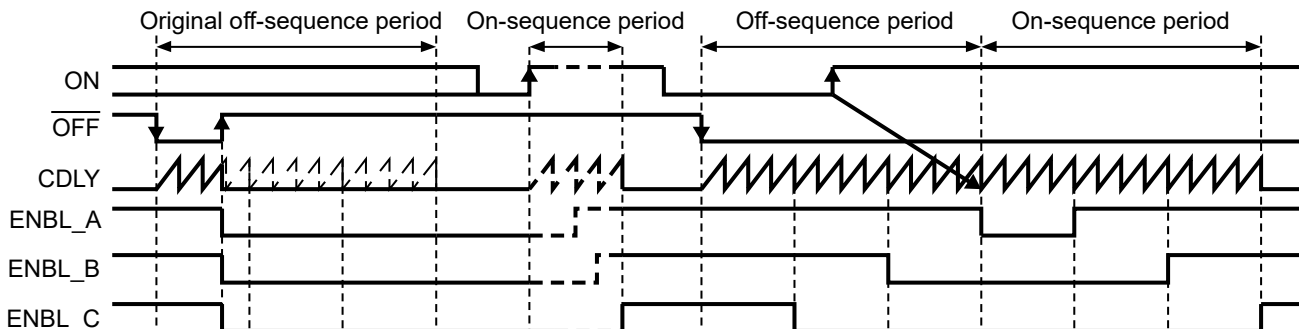 Original off-sequence period On-sequence period Off-sequence period On-sequence period
ON
OFF
CDLY
ENBL_A
ENBL_B
ENBL_C